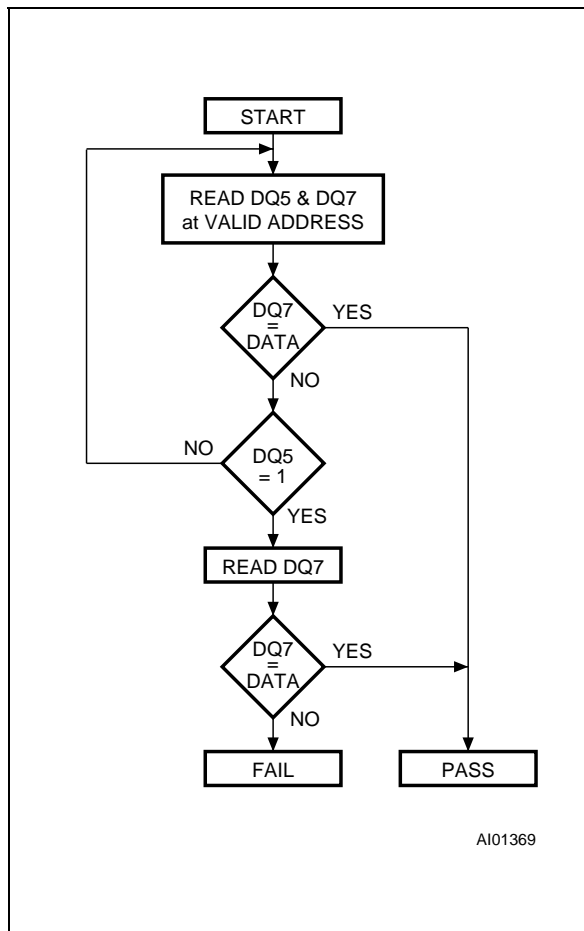 START
READ DQ5 & DQ7
at VALID ADDRESS
DQ7
=
DATA
YES
NO
NO
DQ5
= 1
YES
READ DQ7
DQ7
=
DATA
YES
NO
FAIL
PASS
AI01369